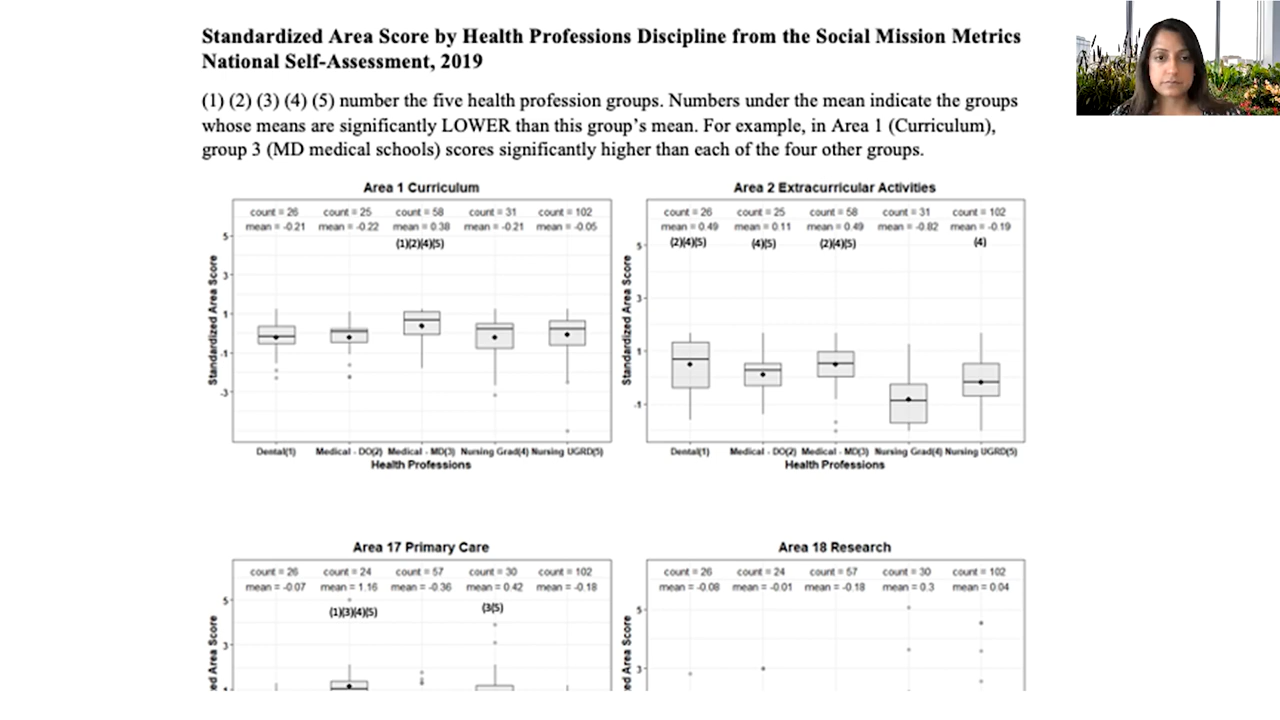 Standardized Area Score by Health Professions Discipline from the Social Mission Metrics
National Self-Assessment, 2019
(1) (2) (3) (4) (5) number the five health profession groups. Numbers under the mean indicate the groups
whose means are significantly LOWER than this group’s mean. For example, in Area 1 (Curriculum),
group 3 (MD medical schools) scores significantly higher than each of the four other groups.
Area 1 Curriculum
count = 26 count = 25 count = 58 count = 31 count = 102
mean = -0.21 mean = -0.22 mean = 0.38 mean = -0.21 mean = -0.05
(1)(2)(4)(5)
5
3
1
-1
-3
Standardized Area Score
Dental(1) Medical - DO(2) Medical - MD(3) Nursing Grad(4) Nursing UGRD(5)
Health Professions
Area 2 Extracurricular Activities
count = 26 count = 25 count = 58 count = 31 count = 102
mean = 0.49 mean = 0.11 mean = 0.49 mean = -0.82 mean = -0.19
(2)(4)(5) (4)(5) (2)(4)(5) (4)
5
3
1
-1
Standardized Area Score
Dental(1) Medical - DO(2) Medical - MD(3) Nursing Grad(4) Nursing UGRD(5)
Health Professions
Area 17 Primary Care
count = 26 count = 24 count = 57 count = 30 count = 102
mean = -0.07 mean = 1.16 mean = -0.36 mean = 0.42 mean = -0.18
(1)(3)(4)(5) (3)(5)
5
3
Area Score
Area 18 Research
count = 26 count = 24 count = 57 count = 30 count = 102
mean = -0.08 mean = -0.01 mean = -0.18 mean = 0.3 mean = 0.04
5
3
Area Score